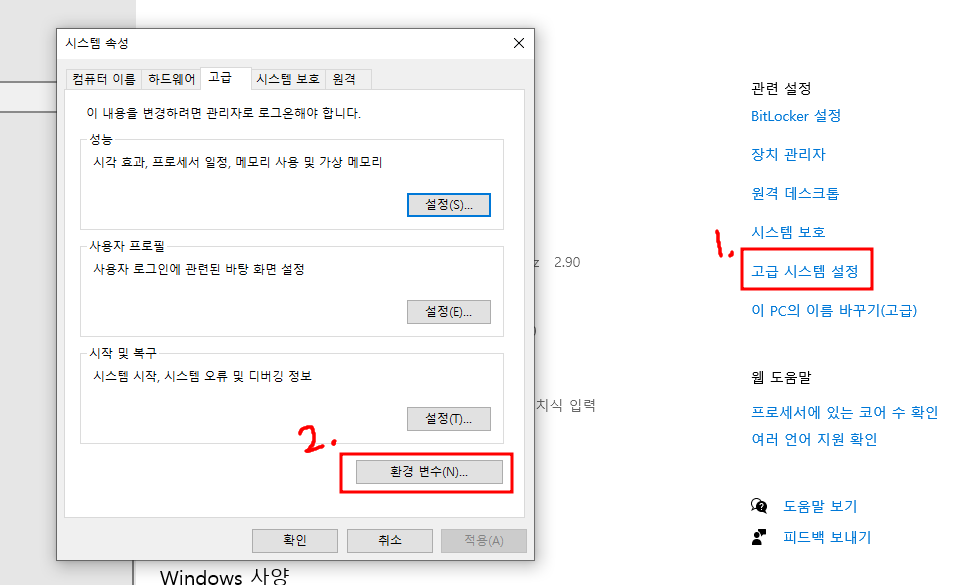 시스템 속성
컴퓨터 이름 하드웨어 고급 시스템 보호 원격
이 내용을 변경하려면 관리자로 로그온해야 합니다.
성능
시각 효과, 프로세서 일정, 메모리 사용 및 가상 메모리
설정(S)...
사용자 프로필
사용자 로그인에 관련된 바탕 화면 설정
설정(E)...
시작 및 복구
시스템 시작, 시스템 오류 및 디버깅 정보
설정(T)...
2.
환경 변수(N)...
확인 취소 적용(A)
z 2.90
)
치식 입력
Windows 사양
관련 설정
BitLocker 설정
장치 관리자
원격 데스크톱
시스템 보호
1.
고급 시스템 설정
이 PC의 이름 바꾸기(고급)
웹 도움말
프로세서에 있는 코어 수 확인
여러 언어 지원 확인
도움말 보기
피드백 보내기